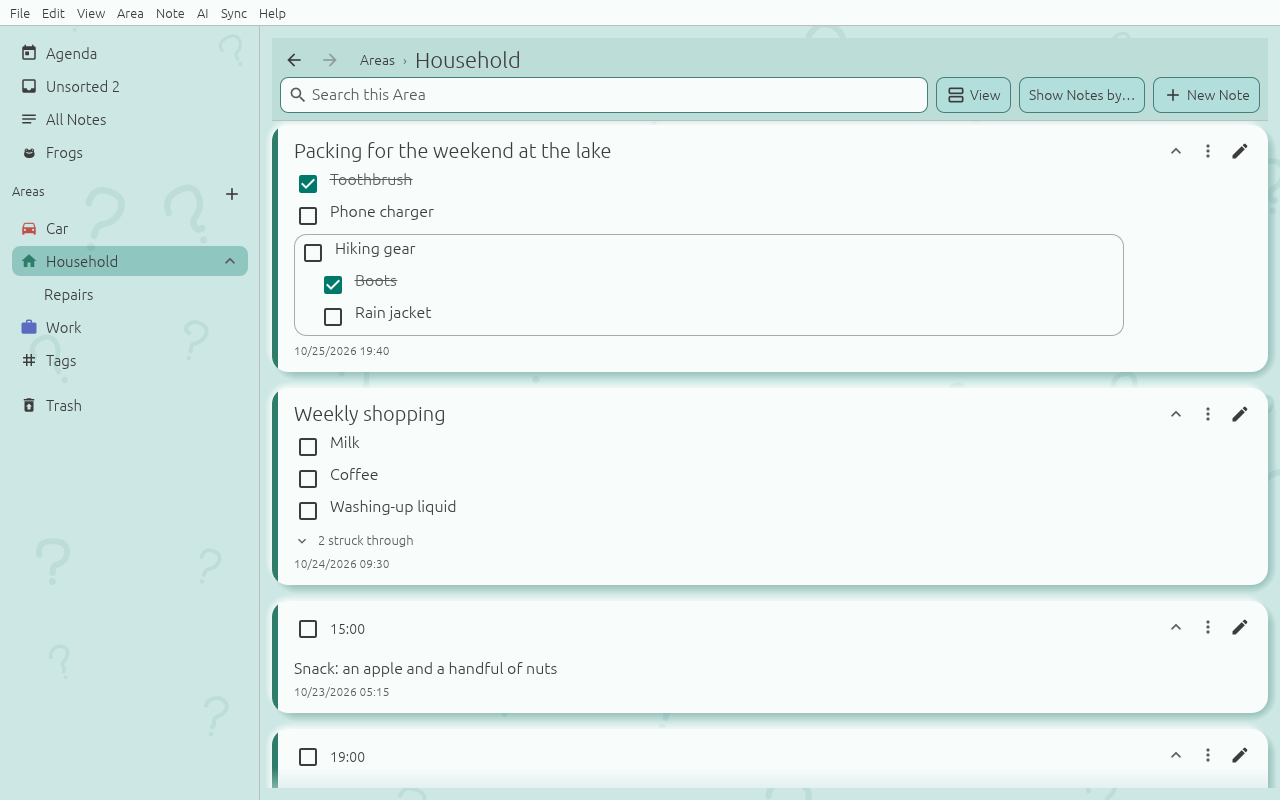 File Edit View Area Note AI Sync Help
Agenda
Unsorted 2
All Notes
Frogs
Areas
Car
Household
Repairs
Work
Tags
Trash
Areas › Household
Search this Area
View
Show Notes by...
New Note
Packing for the weekend at the lake
Toothbrush
Phone charger
Hiking gear
Boots
Rain jacket
10/25/2026 19:40
Weekly shopping
Milk
Coffee
Washing-up liquid
2 struck through
10/24/2026 09:30
15:00
Snack: an apple and a handful of nuts
10/23/2026 05:15
19:00